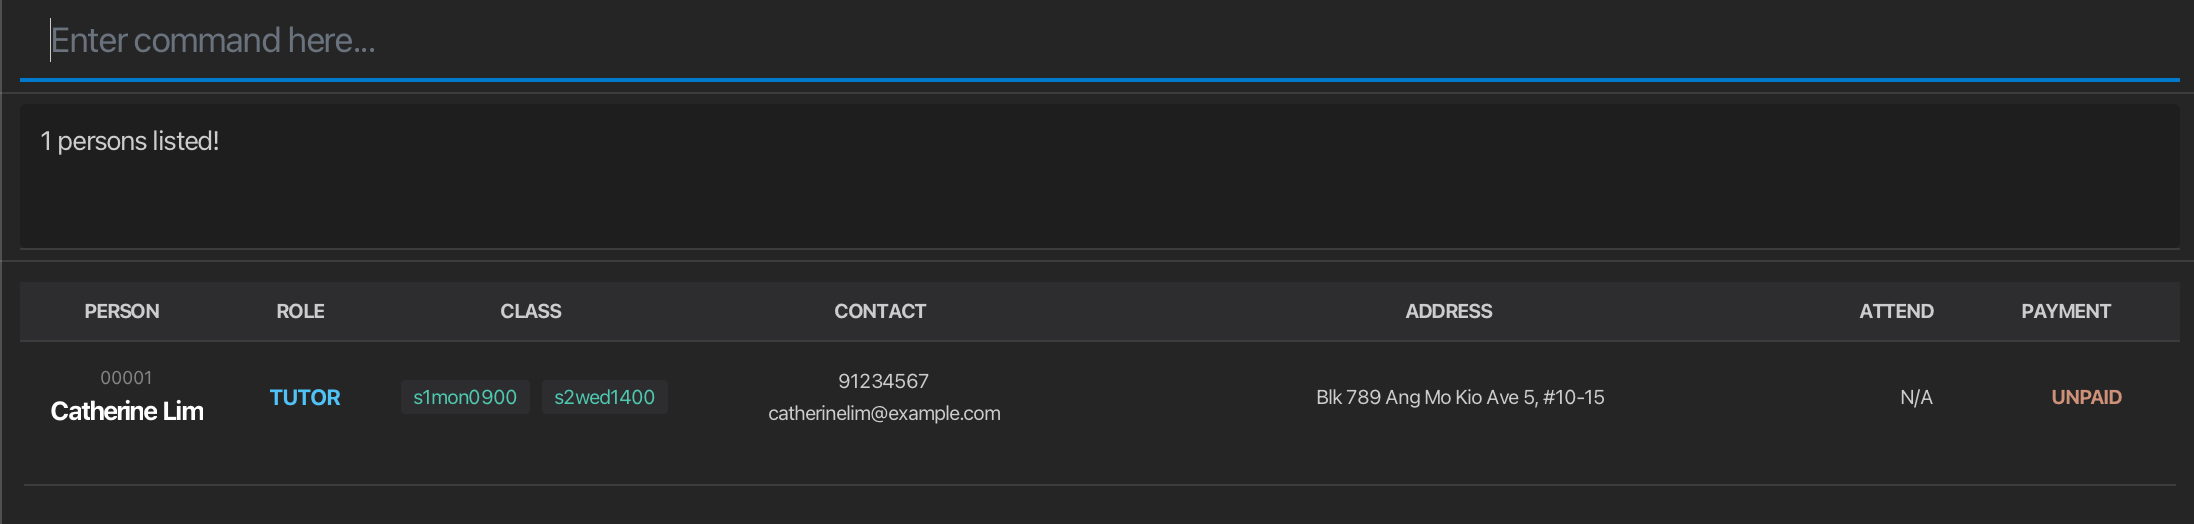 Enter command here...
1 persons listed!
PERSON ROLE CLASS CONTACT ADDRESS ATTEND PAYMENT
00001
Catherine Lim
TUTOR
s1mon0900 s2wed1400
91234567
catherinelim@example.com
Blk 789 Ang Mo Kio Ave 5, #10-15
N/A
UNPAID